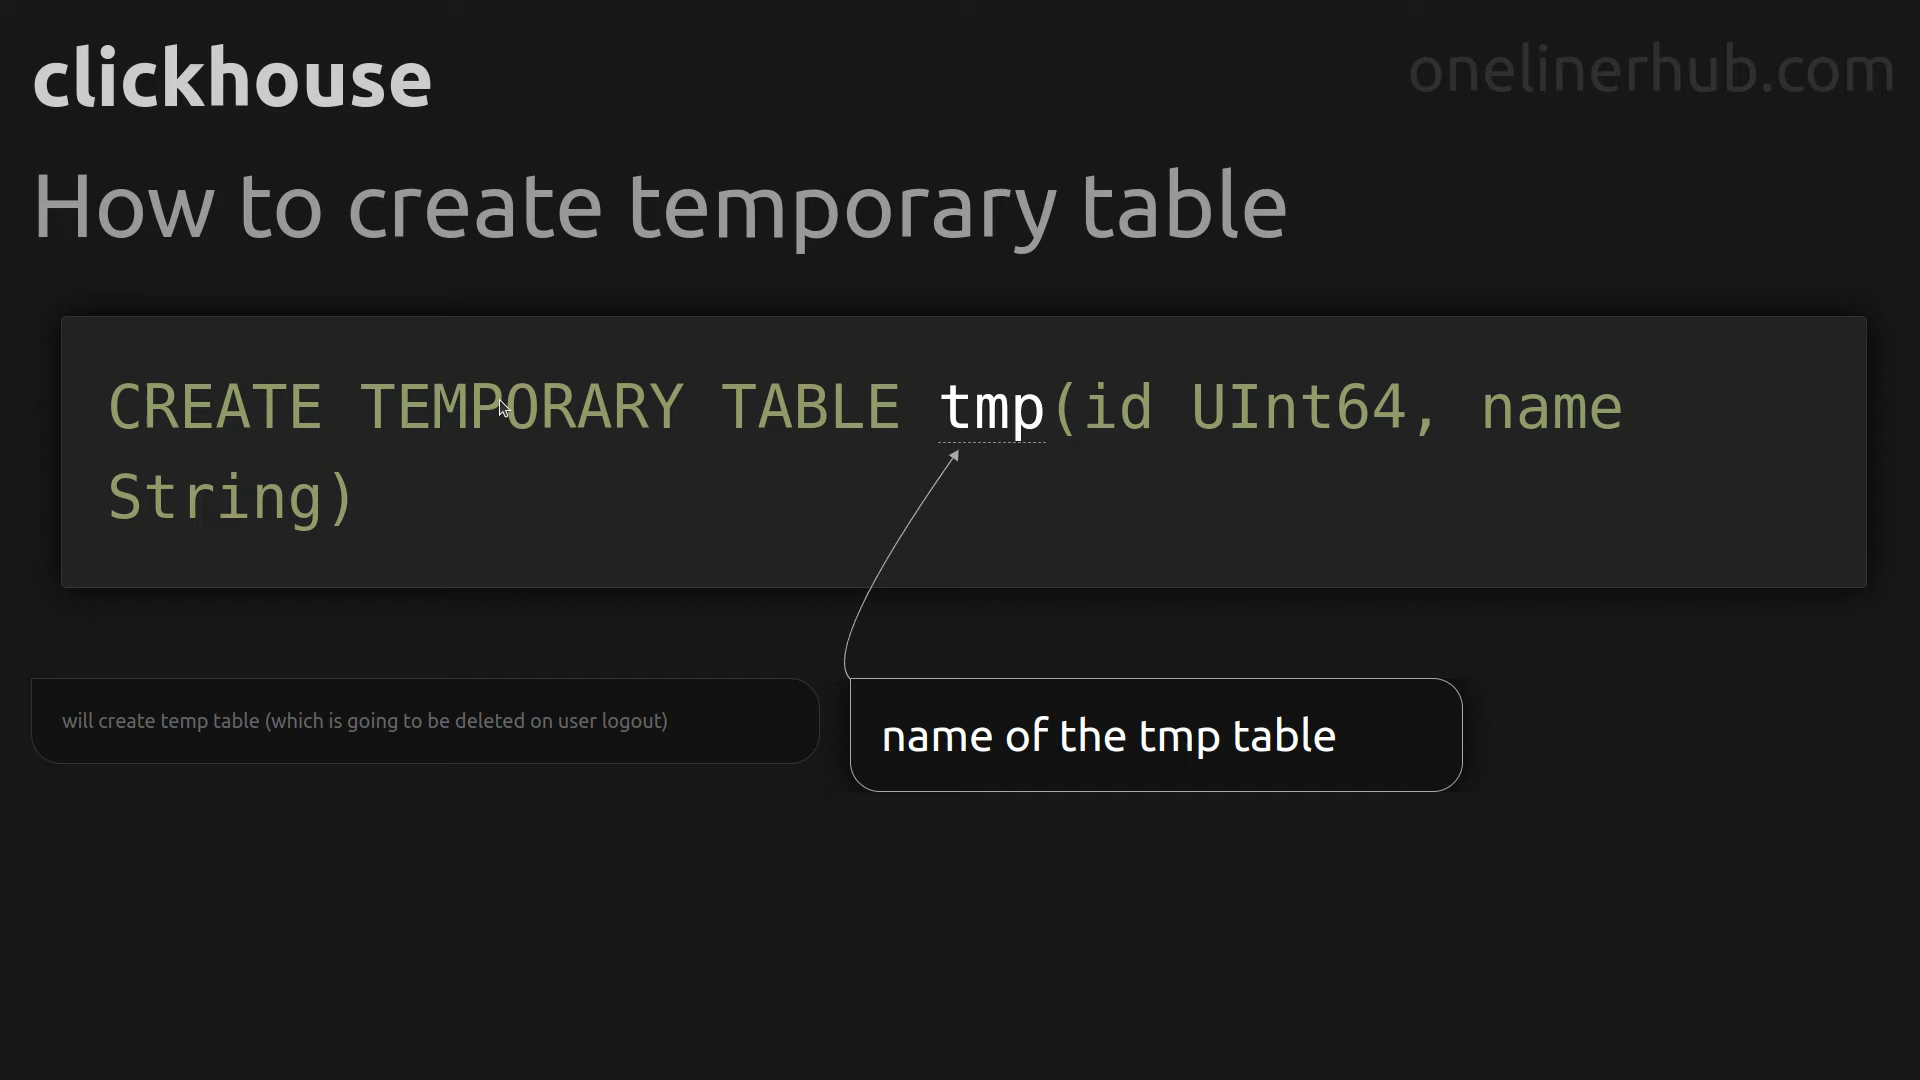 clickhouse
onelinerhub.com
How to create temporary table
CREATE TEMPORARY TABLE tmp(id UInt64, name
String)
will create temp table (which is going to be deleted on user logout)
name of the tmp table